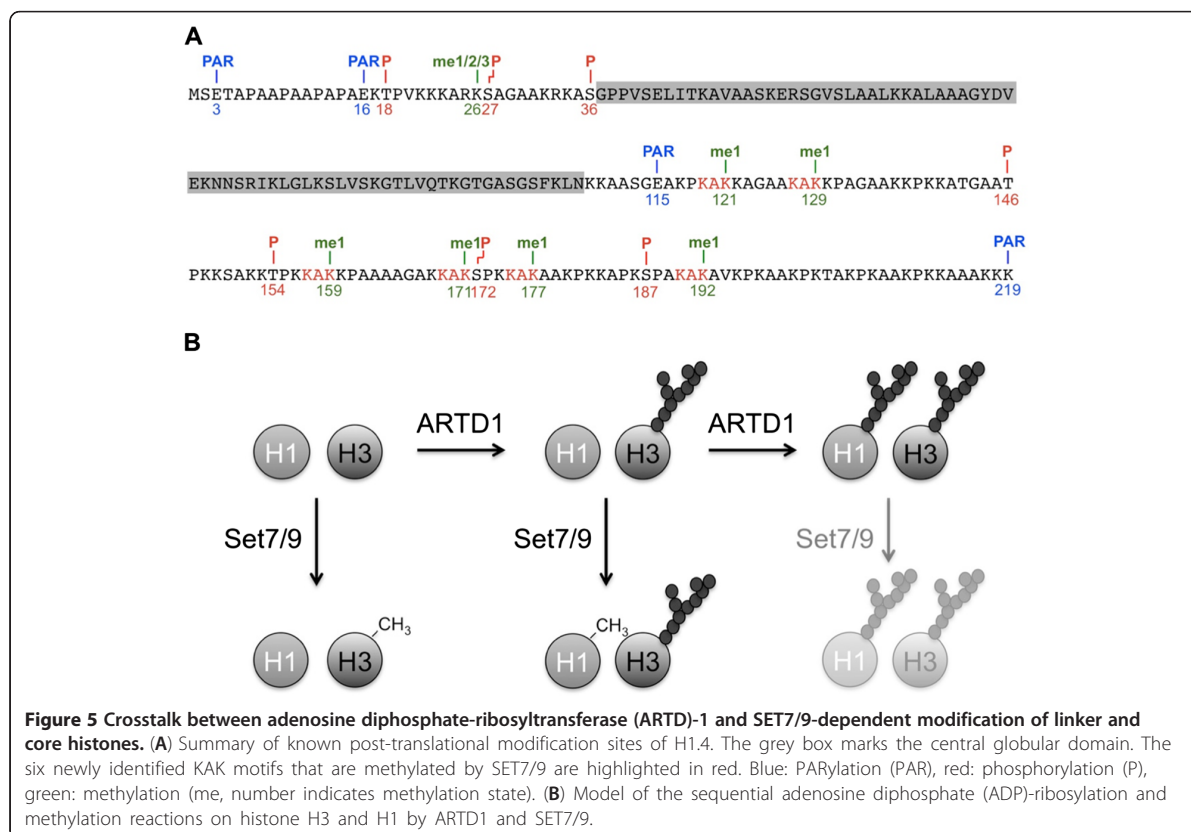 A
PAR PAR P me1/2/3 P P
MSETAPAAPAAPAPAEKTPVKKKARKSAGAAKRKASGPPVSELITKAVAASKERSGVSLAALKKALAAAGYDV
3 16 18 26 27 36
PAR me1 me1 P
EKNNSRIKLGLKSLVSKGTLVQTKGTGASGSFKLNKKAASGEAKPKAKKAGAAKAKKPAGAAKKPKKATGAAT
115 121 129 146
P me1 me1 P me1 P me1 PAR
PKKSAKKTPKKAKKPAAAAGAKKAKSPKKAKAAKPKKAPKSPAKAKAVKPKAAKPKTAKPKAAKPKKAAAKKK
154 159 171 172 177 187 192 219
B
ARTD1 ARTD1
H1 H3 H1 H3 H1 H3
Set7/9 Set7/9 Set7/9
CH3 CH3
H1 H3 H1 H3 H1 H3
Figure 5 Crosstalk between adenosine diphosphate-ribosyltransferase (ARTD)-1 and SET7/9-dependent modification of linker and
core histones. (A) Summary of known post-translational modification sites of H1.4. The grey box marks the central globular domain. The
six newly identified KAK motifs that are methylated by SET7/9 are highlighted in red. Blue: PARylation (PAR), red: phosphorylation (P),
green: methylation (me, number indicates methylation state). (B) Model of the sequential adenosine diphosphate (ADP)-ribosylation and
methylation reactions on histone H3 and H1 by ARTD1 and SET7/9.